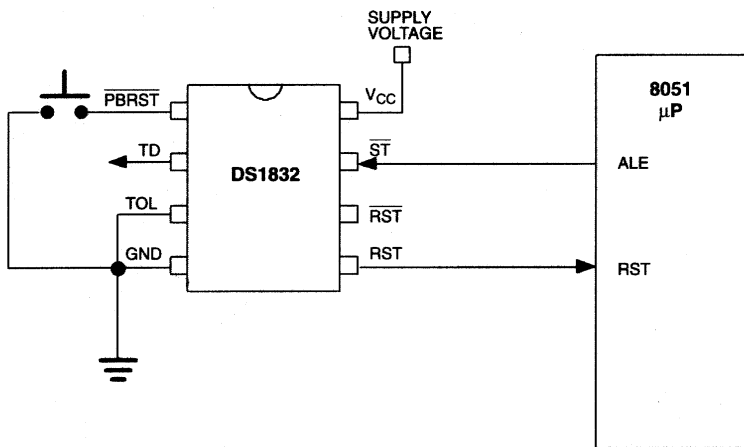 SUPPLY
VOLTAGE
8051
µP
PBRST
VCC
TD
DS1832
ST
ALE
TOL
RST
GND
RST
RST